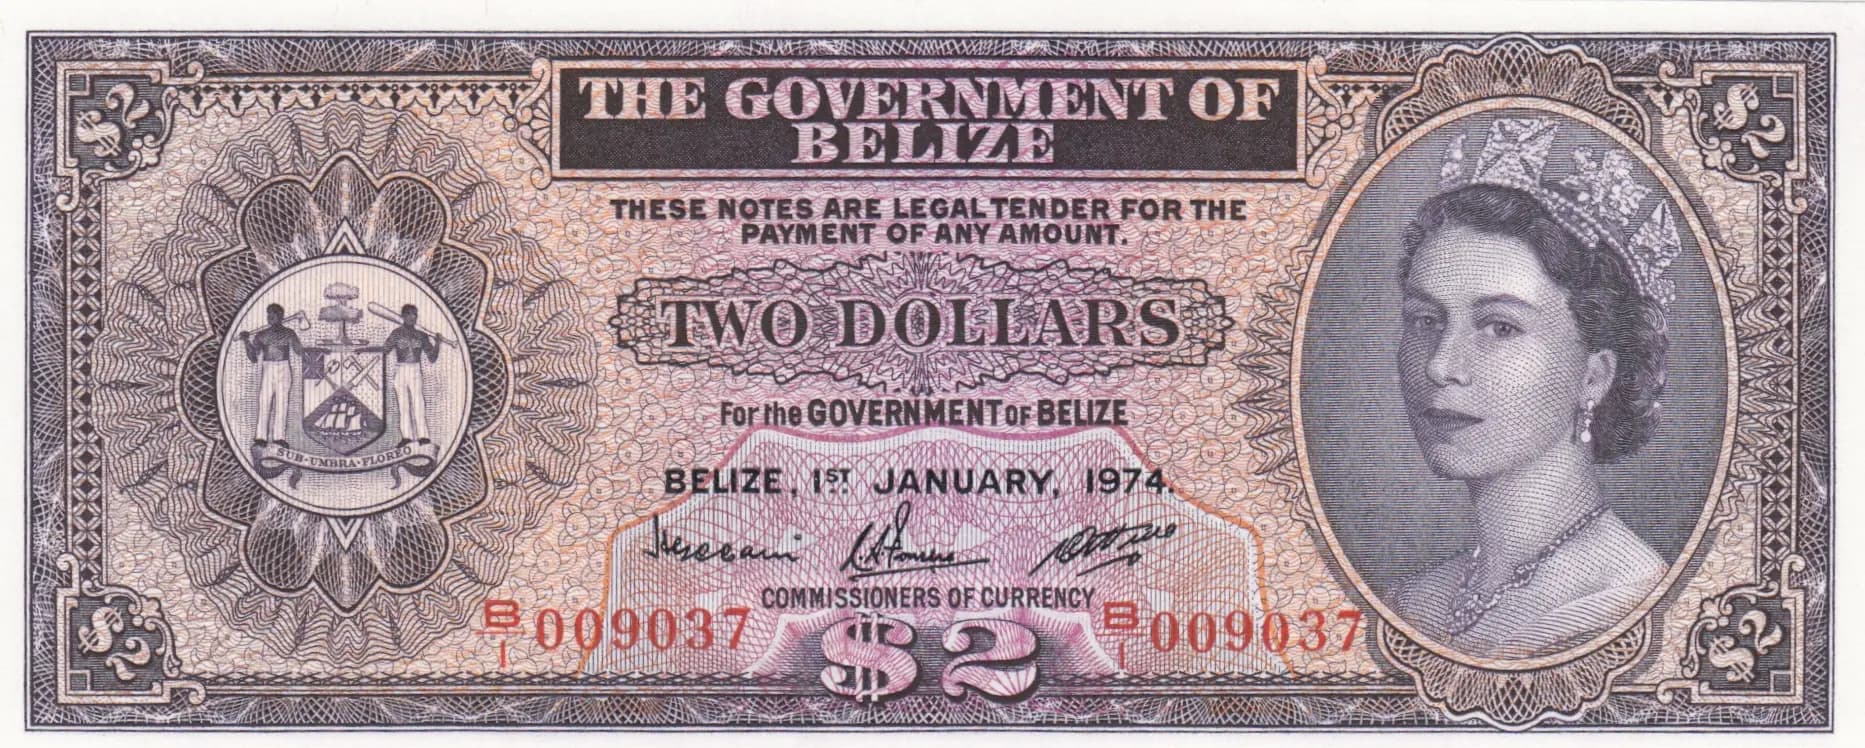 $2
$2
THE GOVERNMENT OF
BELIZE
THESE NOTES ARE LEGAL TENDER FOR THE
PAYMENT OF ANY AMOUNT.
TWO DOLLARS
For the GOVERNMENT OF BELIZE
SUB·UMBRA·FLOREO
BELIZE, 1ST JANUARY, 1974.
COMMISSIONERS OF CURRENCY
B/1 009037
B/1 009037
$2
$2
$2